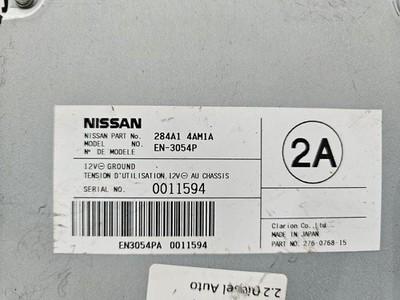 NISSAN
NISSAN PART No. 284A1 4AM1A
MODEL No. EN-3054P
N° DE MODELE
12V⎓ GROUND
TENSION D'UTILISATION,12V⎓ AU CHASSIS
SERIAL NO. 0011594
EN3054PA 0011594
2A
Clarion Co.,Ltd.
MADE IN JAPAN
PART NO. 276-0768-15
2.2 Diesel Auto